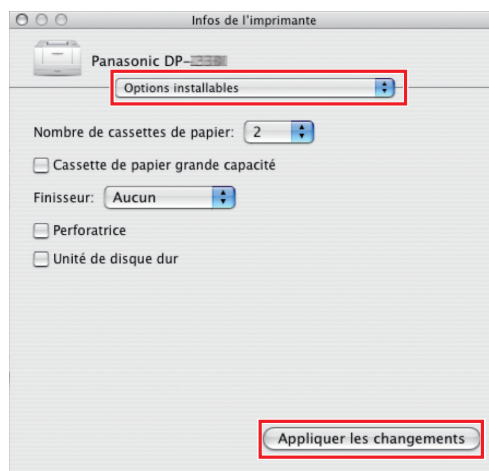 Infos de l'imprimante
Panasonic DP-
Options installables
Nombre de cassettes de papier: 2
Cassette de papier grande capacité
Finisseur: Aucun
Perforatrice
Unité de disque dur
Appliquer les changements